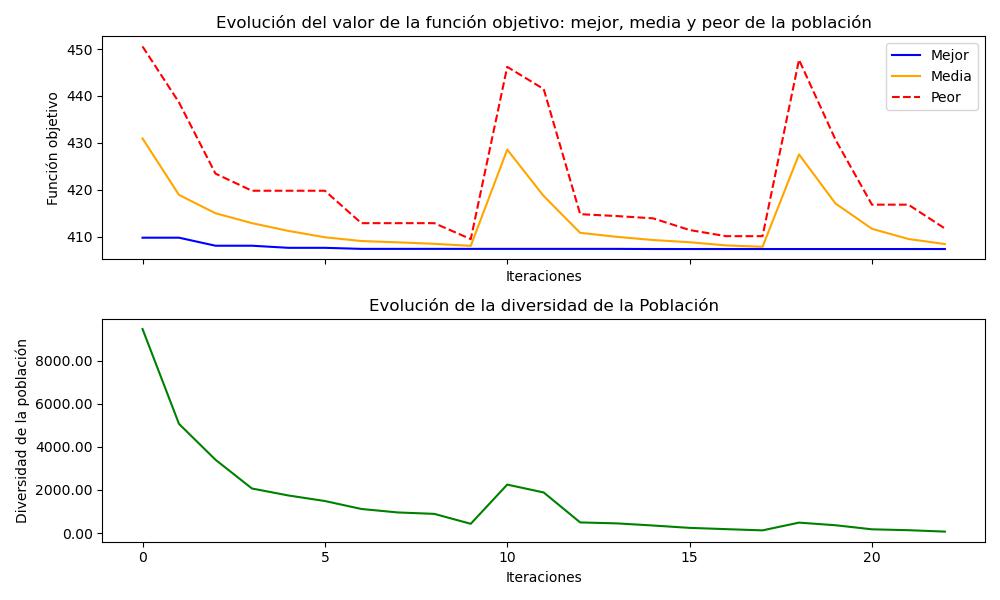 Evolución del valor de la función objetivo: mejor, media y peor de la población
450
440
430
420
410
Función objetivo
Mejor
Media
Peor
Iteraciones
Evolución de la diversidad de la Población
8000.00
6000.00
4000.00
2000.00
0.00
Diversidad de la población
0 5 10 15 20
Iteraciones